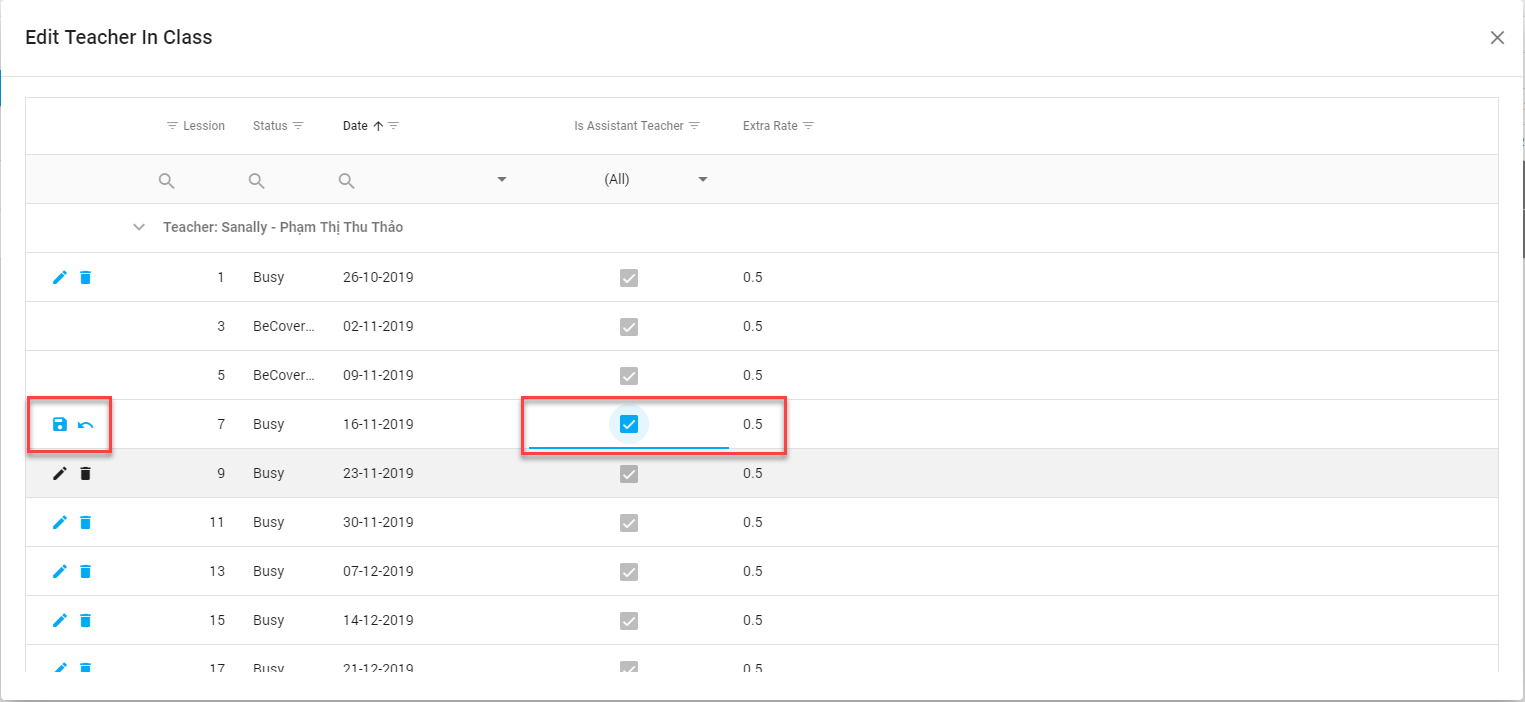 Edit Teacher In Class
Lession Status Date Is Assistant Teacher Extra Rate
(All)
Teacher: Sanally - Phạm Thị Thu Thảo
1 Busy 26-10-2019 0.5
3 BeCover... 02-11-2019 0.5
5 BeCover... 09-11-2019 0.5
7 Busy 16-11-2019 0.5
9 Busy 23-11-2019 0.5
11 Busy 30-11-2019 0.5
13 Busy 07-12-2019 0.5
15 Busy 14-12-2019 0.5
17 Busy 21-12-2019 0.5